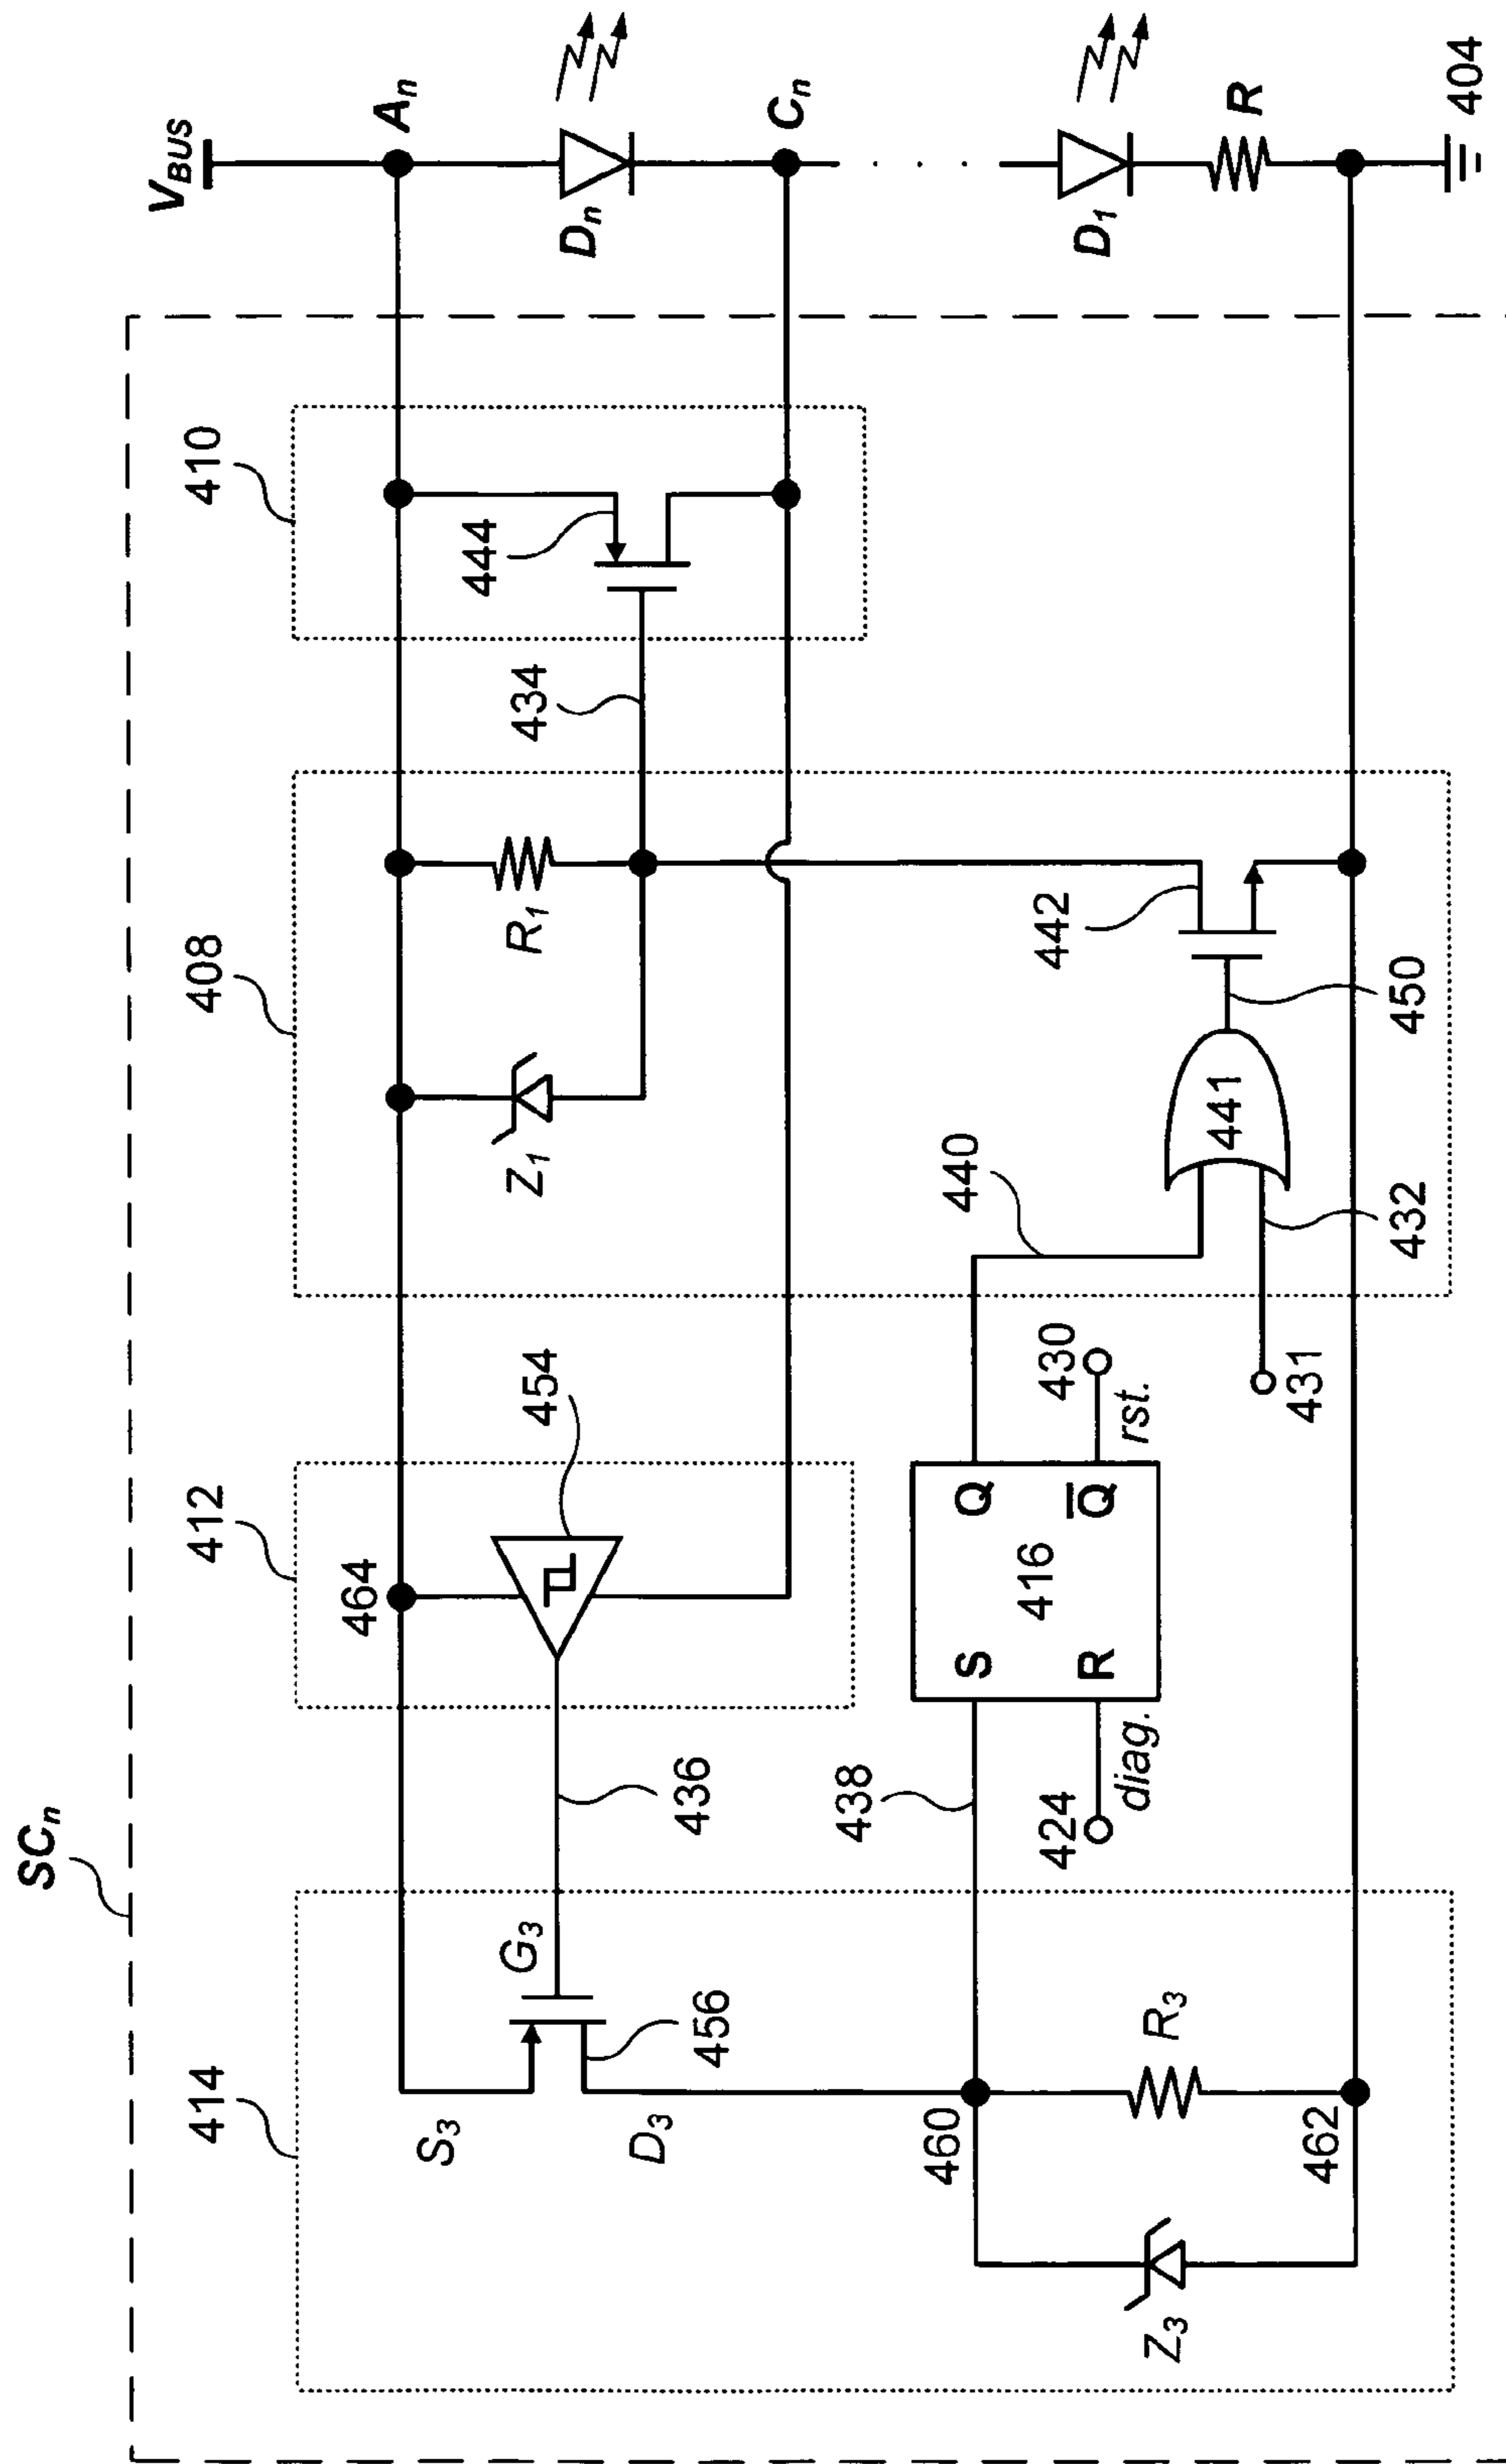 SCn
VBUS
An
414
412
408
410
464
S3
G3
454
Z1
R1
444
Dn
D3
456
436
434
Cn
460
438
S
Q
440
442
D1
R3
424
R
416
Q
430
441
R
Z3
diag.
rst.
462
431
432
450
404